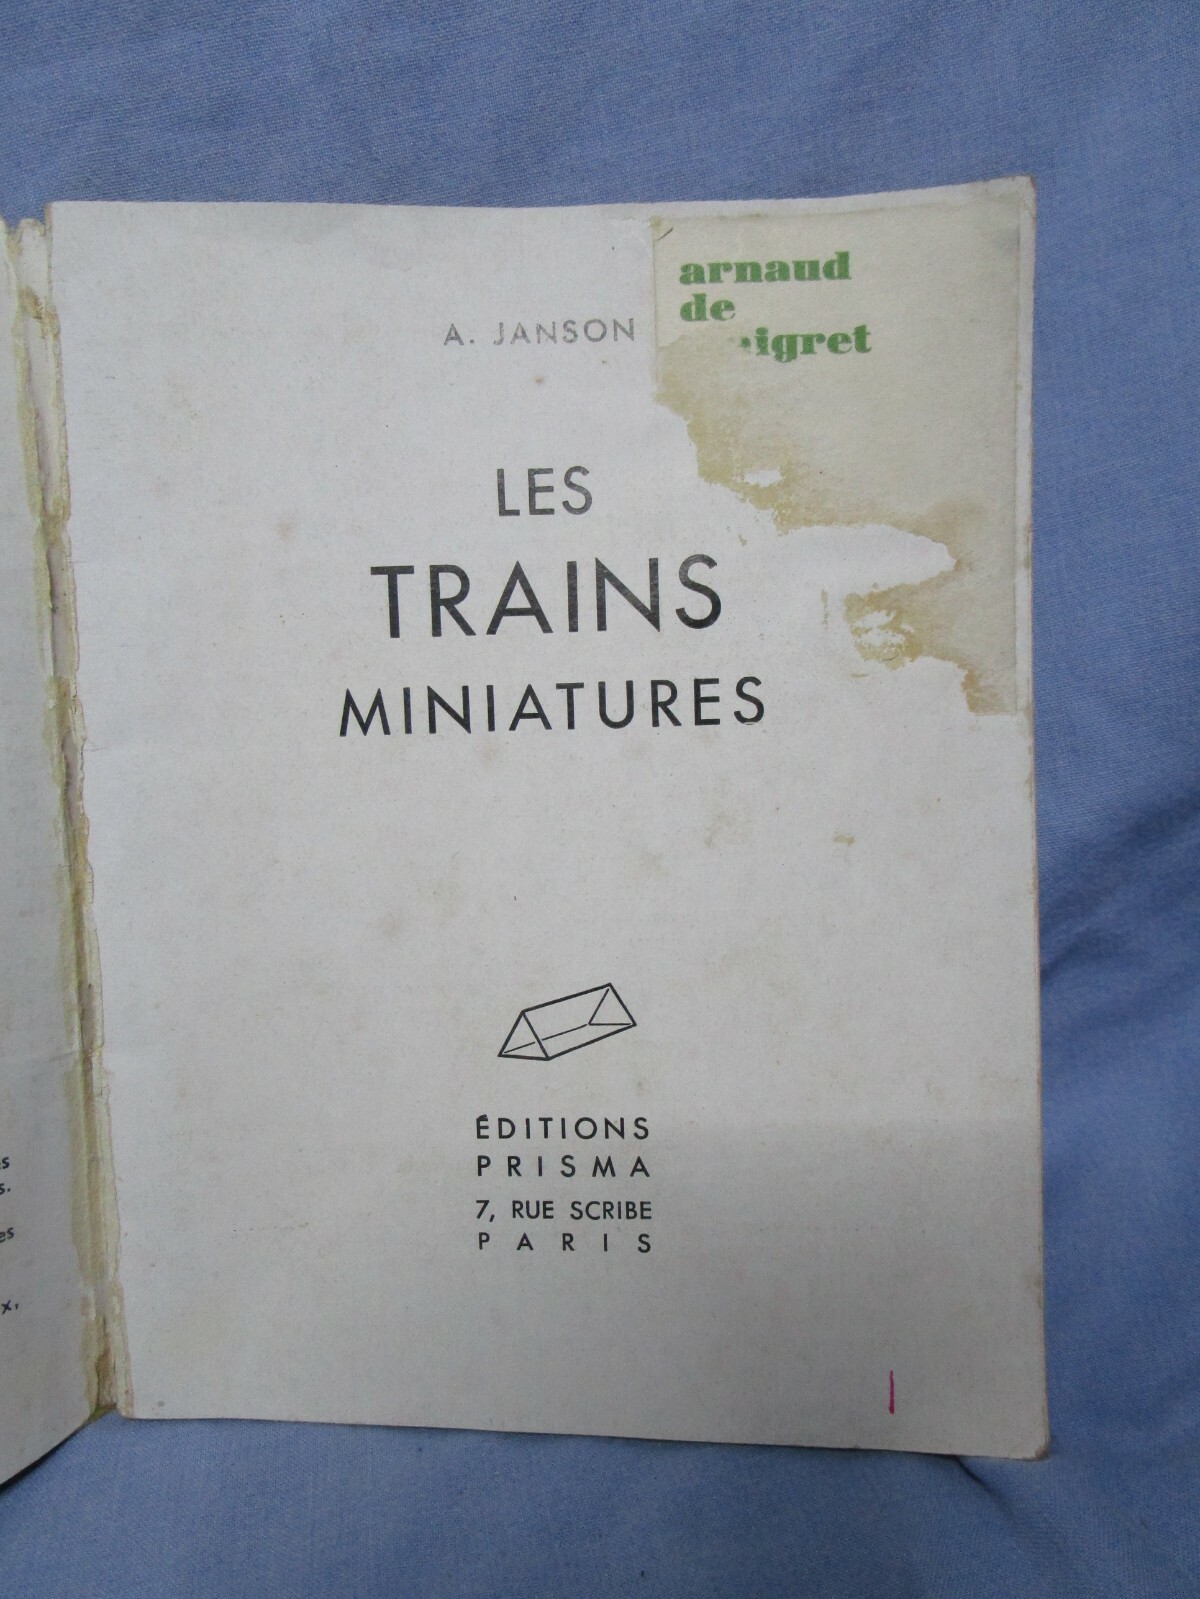 arnaud
de
A. JANSON
LES
TRAINS
MINIATURES
ÉDITIONS
PRISMA
7, RUE SCRIBE
PARIS